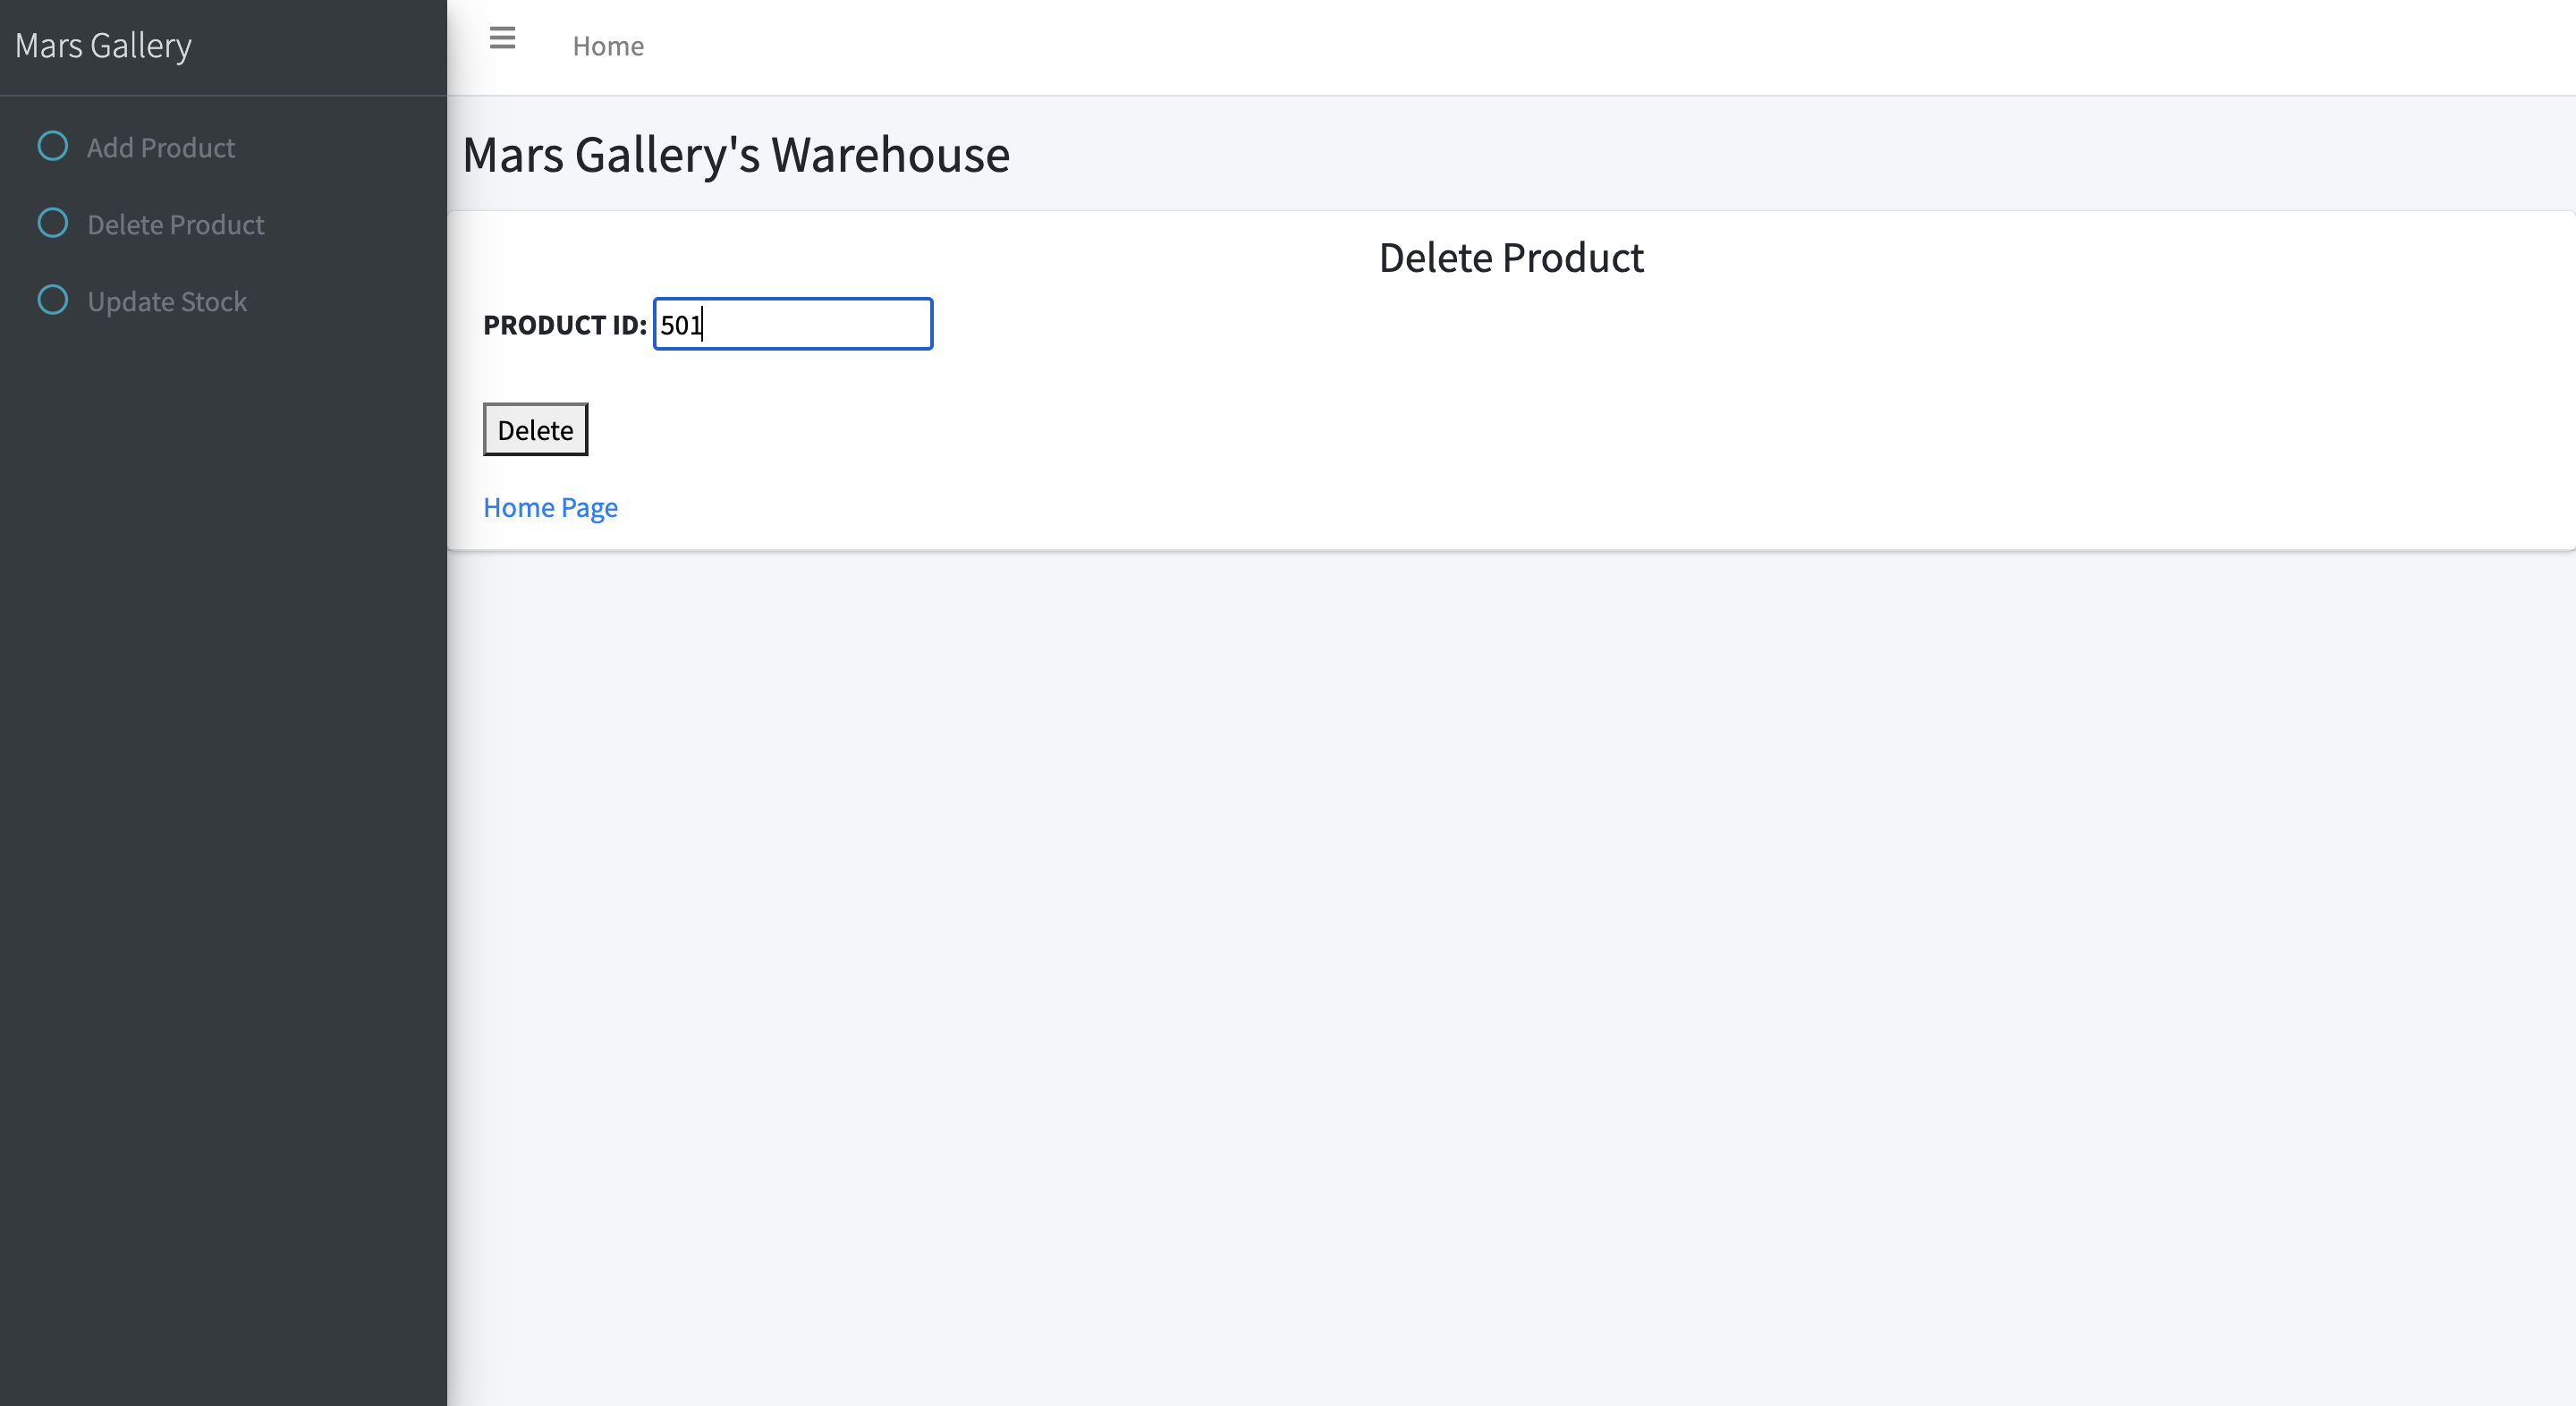 Mars Gallery
Home
Add Product
Delete Product
Update Stock
Mars Gallery's Warehouse
Delete Product
PRODUCT ID: 501
Delete
Home Page